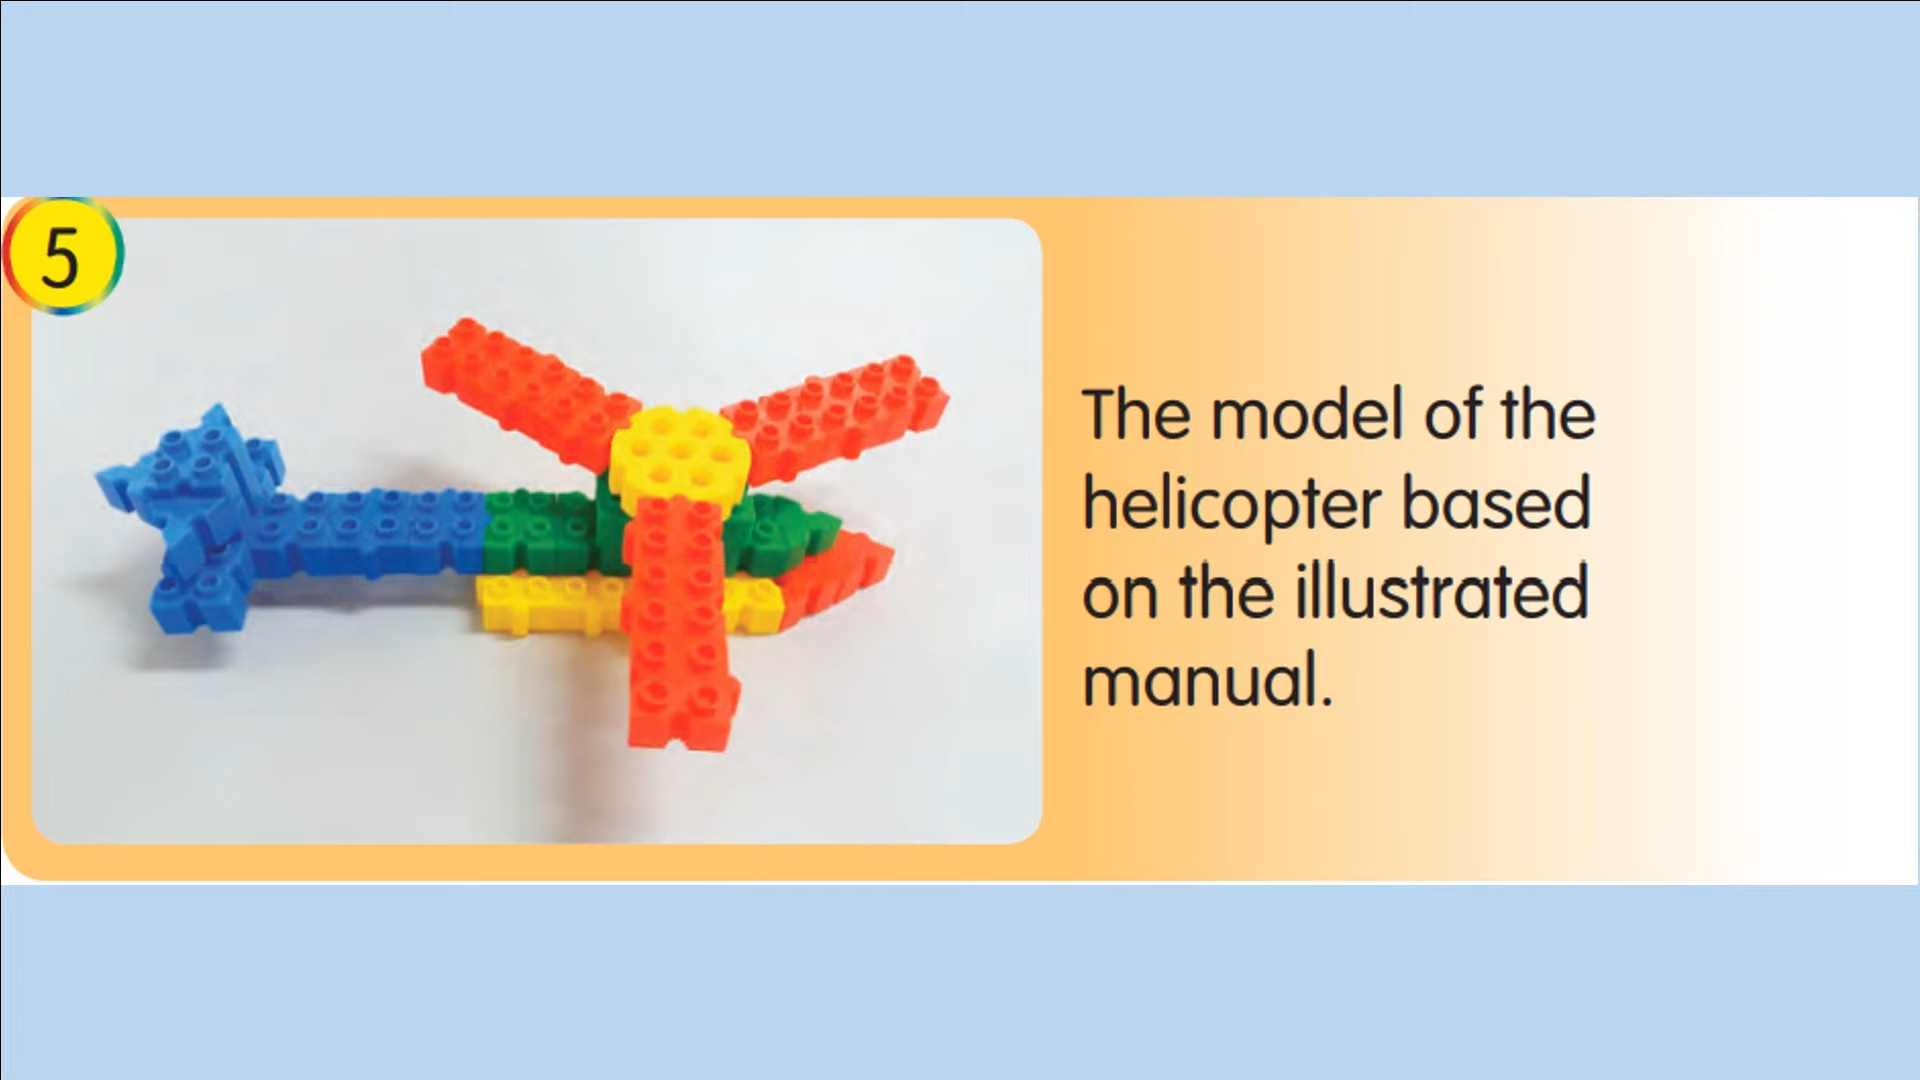 5
The model of the
helicopter based
on the illustrated
manual.